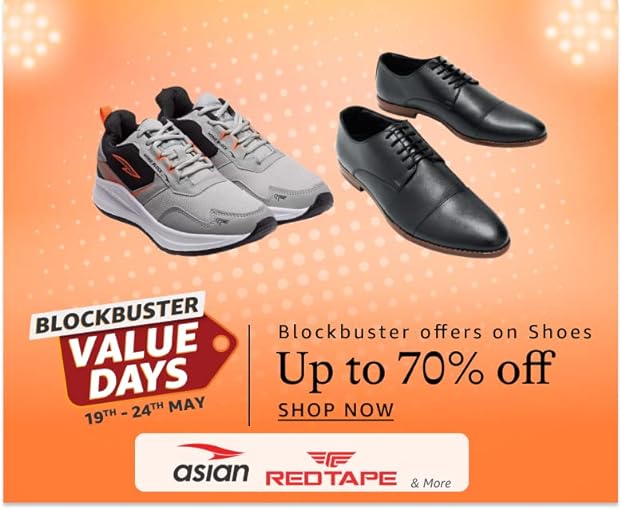 BLOCKBUSTER
VALUE
DAYS
19TH - 24TH MAY
Blockbuster offers on Shoes
Up to 70% off
SHOP NOW
asian
REDTAPE
& More